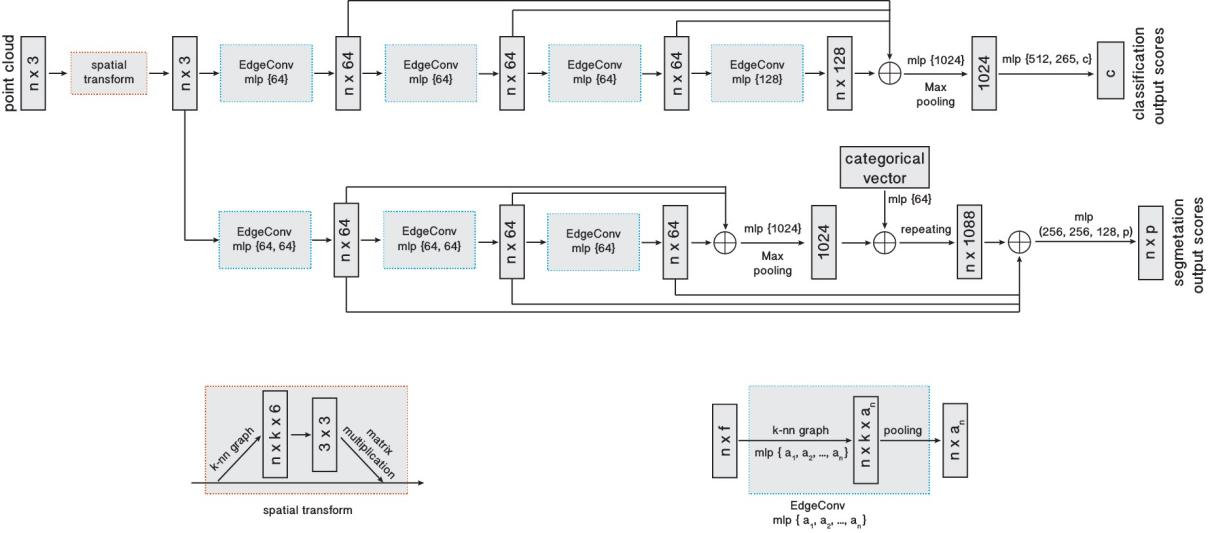 point cloud
n x 3
spatial
transform
n x 3
EdgeConv
mlp {64}
n x 64
EdgeConv
mlp {64}
n x 64
EdgeConv
mlp {64}
n x 64
EdgeConv
mlp {128}
n x 128
mlp {1024}
Max
pooling
1024
mlp {512, 265, c}
c
classification
output scores
categorical
vector
mlp {64}
EdgeConv
mlp {64, 64}
n x 64
EdgeConv
mlp {64, 64}
n x 64
EdgeConv
mlp {64}
n x 64
mlp {1024}
Max
pooling
1024
repeating
n x 1088
mlp
(256, 256, 128, p)
n x p
segmetation
output scores
k-nn graph
n x k x 6
3 x 3
matrix
multiplication
spatial transform
n x f
k-nn graph
mlp { a₁, a₂, ..., aₙ}
n x k x aₙ
pooling
n x aₙ
EdgeConv
mlp { a₁, a₂, ..., aₙ}